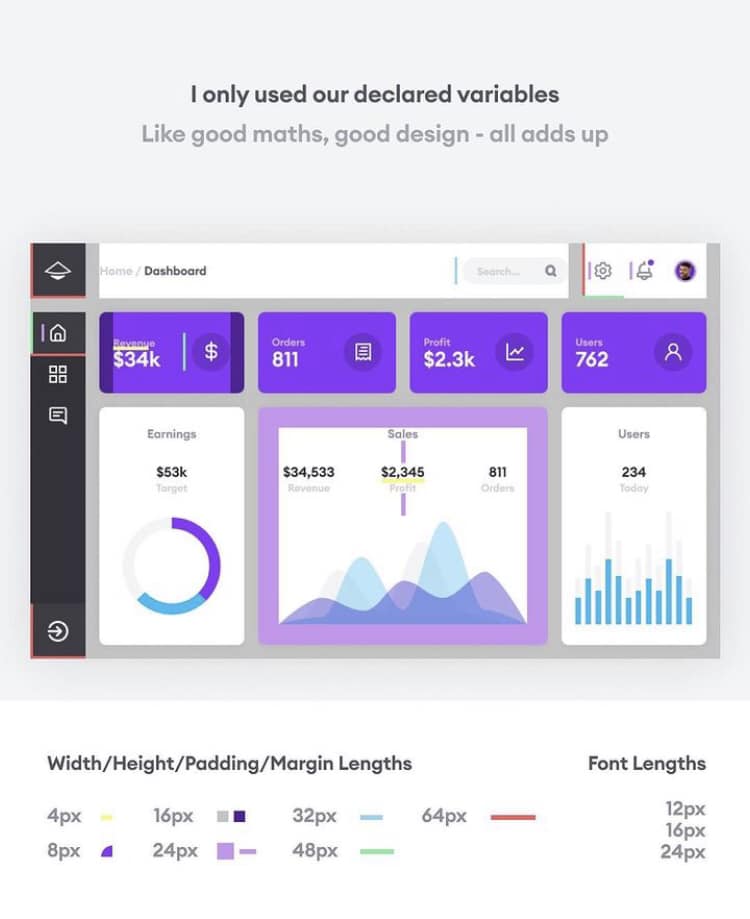 I only used our declared variables
Like good maths, good design - all adds up
Home / Dashboard
Search...
Revenue
$34k
Orders
811
Profit
$2.3k
Users
762
Earnings
$53k
Target
Sales
$34,533
Revenue
$2,345
Profit
811
Orders
Users
234
Today
Width/Height/Padding/Margin Lengths
4px
16px
32px
64px
8px
24px
48px
Font Lengths
12px
16px
24px